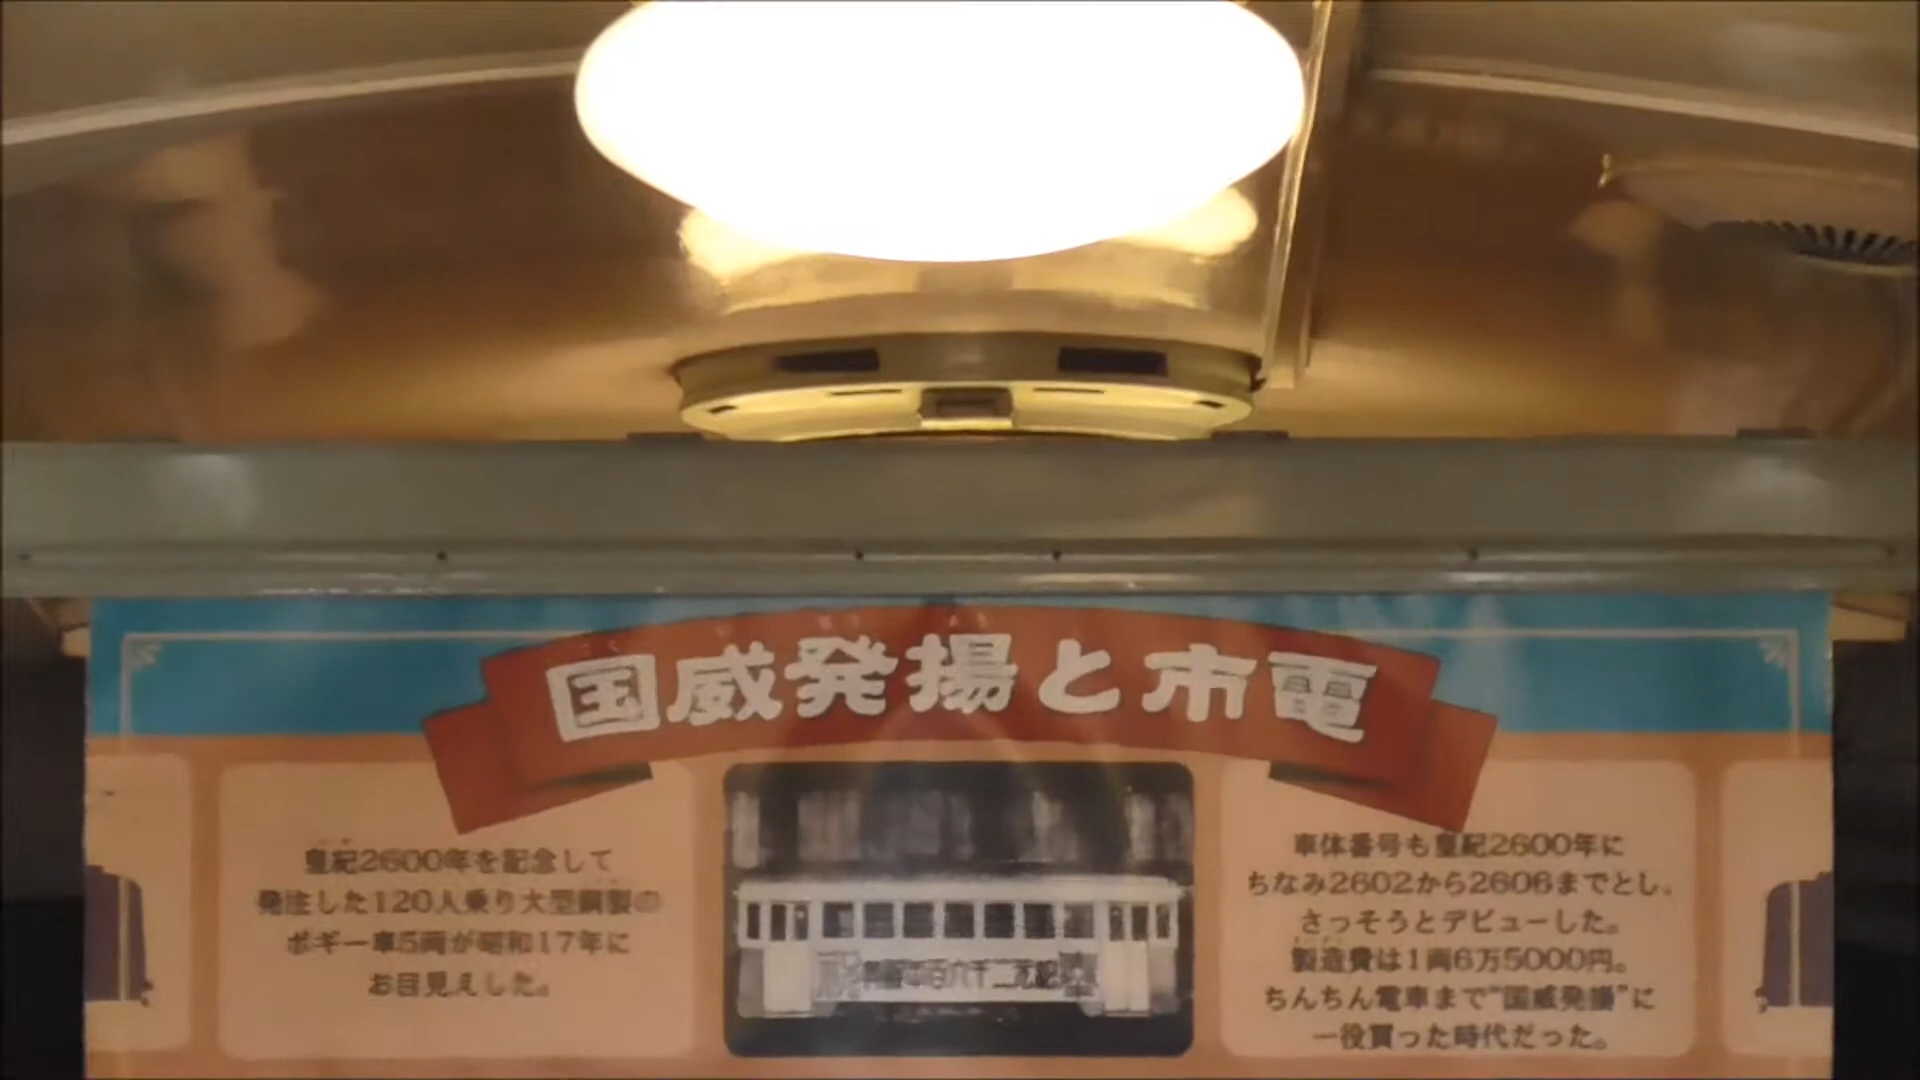 国威発揚と市電
皇紀2600年を記念して
発注した120人乗り大型鋼製の
ボギー車5両が昭和17年に
お目見えした。
車体番号も皇紀2600年に
ちなみ2602から2606までとし、
さっそうとデビューした。
製造費は1両6万5000円。
ちんちん電車まで“国威発揚”に
一役買った時代だった。